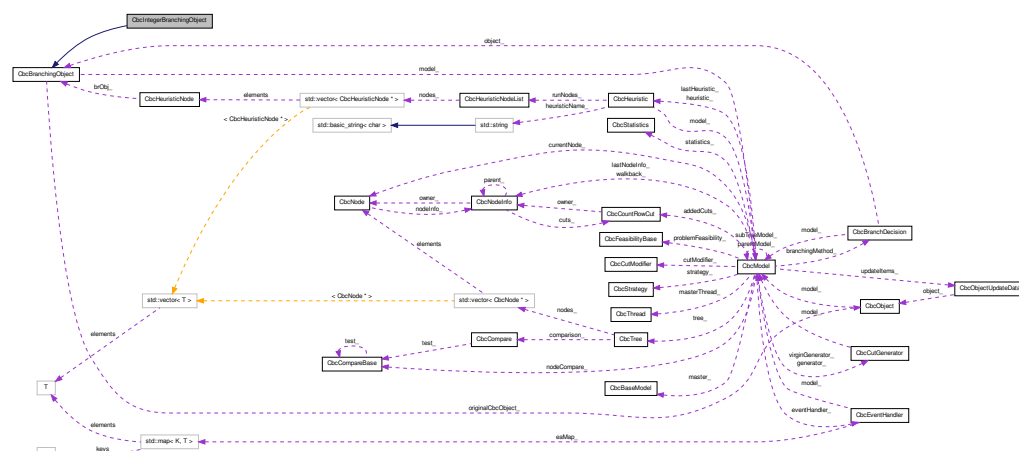 CbcIntegerBranchingObject
object_
CbcBranchingObject
model_
brObj_
CbcHeuristicNode
elements
std::vector< CbcHeuristicNode * >
nodes_
CbcHeuristicNodeList
runNodes_
CbcHeuristic
lastHeuristic_
heuristic_
heuristicName_
< CbcHeuristicNode * >
std::basic_string< char >
std::string
CbcStatistics
model_
statistics_
currentNode_
lastNodeInfo_
walkback_
parent_
CbcNode
owner_
nodeInfo_
CbcNodeInfo
owner_
cuts_
CbcCountRowCut
addedCuts_
CbcFeasibilityBase
problemFeasibility_
subTreeModel_
parentModel_
model_
branchingMethod_
CbcBranchDecision
elements
CbcCutModifier
cutModifier_
CbcModel
strategy_
CbcStrategy
updateItems_
CbcObjectUpdateData
masterThread_
model_
object_
CbcObject
std::vector< T >
< CbcNode * >
std::vector< CbcNode * >
nodes_
CbcThread
model_
tree_
CbcTree
elements
test_
CbcCompareBase
test_
CbcCompare
comparison_
nodeCompare_
virginGenerator_
generator_
CbcCutGenerator
T
CbcBaseModel
master_
model_
originalCbcObject_
eventHandler_
CbcEventHandler
elements
std::map< K, T >
eaMap_
keys